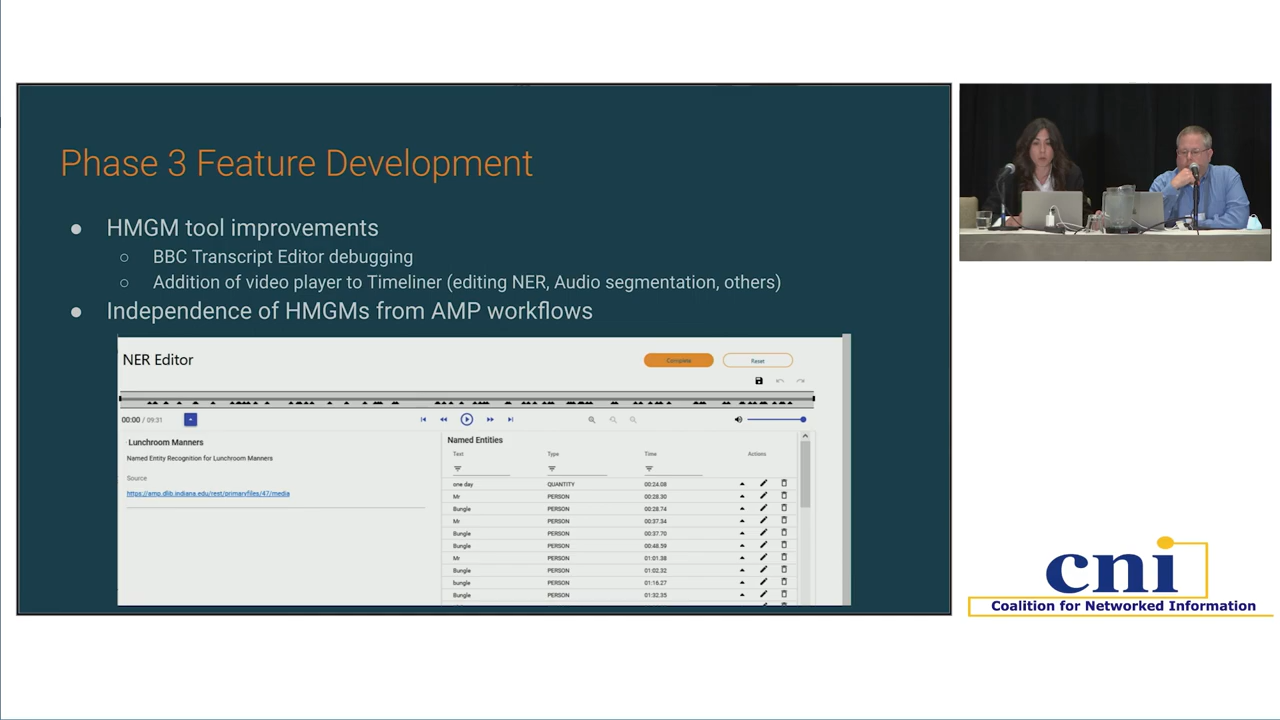 Phase 3 Feature Development
● HMGM tool improvements
○ BBC Transcript Editor debugging
○ Addition of video player to Timeliner (editing NER, Audio segmentation, others)
● Independence of HMGMs from AMP workflows
NER Editor
Complete Reset
00:00 / 09:31
Lunchroom Manners
Named Entity Recognition for Lunchroom Manners
Source
https://amp.dlib.indiana.edu/rest/primaryfiles/47/media
Named Entities
Text Type Time Actions
one day QUANTITY 00:24.08
Mr PERSON 00:28.30
Bungle PERSON 00:28.74
Mr PERSON 00:37.34
Bungle PERSON 00:37.70
Bungle PERSON 00:48.59
Mr PERSON 01:01.38
Bungle PERSON 01:02.32
bungle PERSON 01:16.27
Bungle PERSON 01:32.35
cni
Coalition for Networked Information